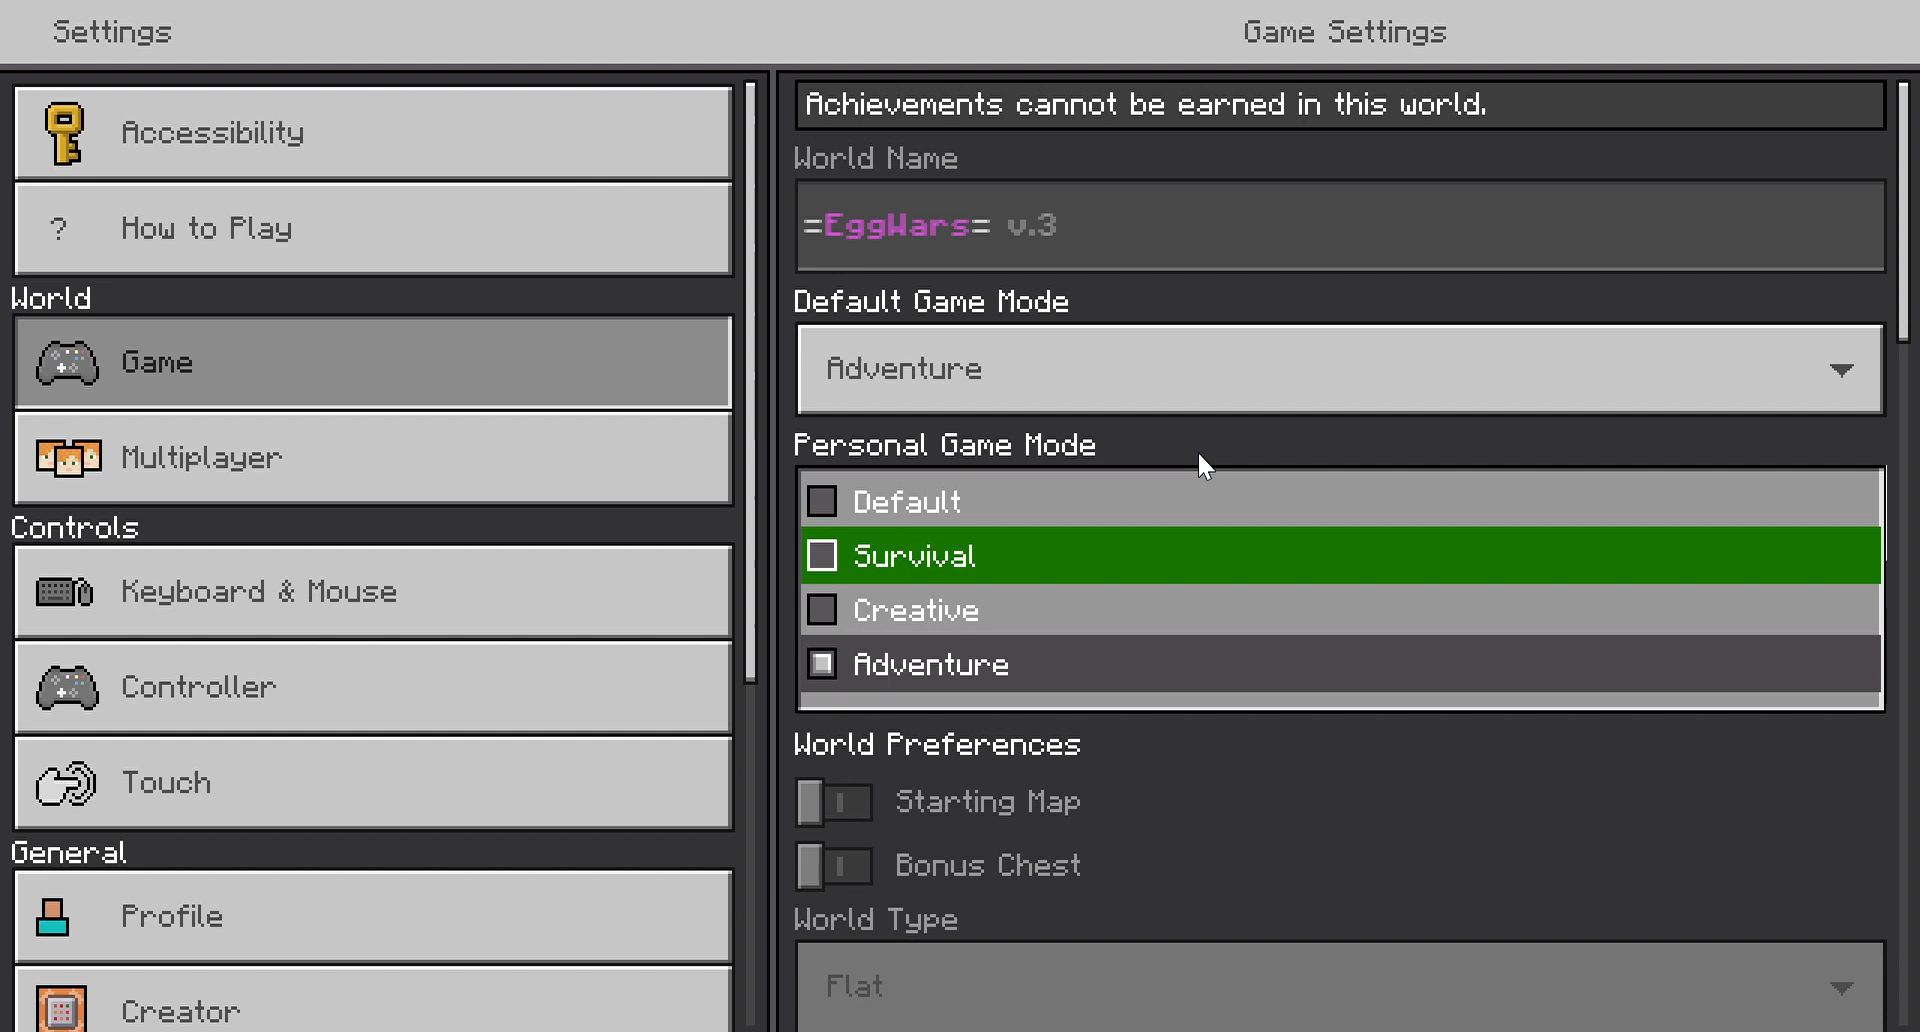 Settings
Game Settings
Accessibility
? How to Play
World
Game
Multiplayer
Controls
Keyboard & Mouse
Controller
Touch
General
Profile
Creator
Achievements cannot be earned in this world.
World Name
=EggWars= v.3
Default Game Mode
Adventure
Personal Game Mode
Default
Survival
Creative
Adventure
World Preferences
Starting Map
Bonus Chest
World Type
Flat